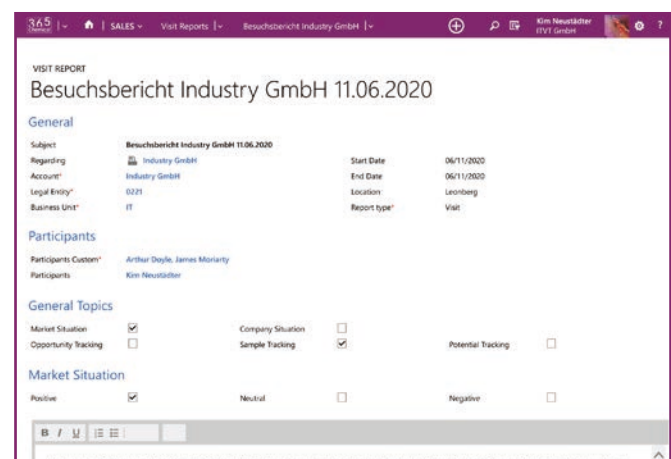 365 Chemical SALES Visit Reports Besuchsbericht Industry GmbH Kim Neustädter ?
ITVT GmbH
VISIT REPORT
Besuchsbericht Industry GmbH 11.06.2020
General
Subject Besuchsbericht Industry GmbH 11.06.2020
Regarding Industry GmbH Start Date 06/11/2020
Account* Industry GmbH End Date 06/11/2020
Legal Entity* 0221 Location Leonberg
Business Unit* IT Report type* Visit
Participants
Participants Custom* Arthur Doyle, James Moriarty
Participants Kim Neustädter
General Topics
Market Situation Company Situation
Opportunity Tracking Sample Tracking Potential Tracking
Market Situation
Positive Neutral Negative
B I U